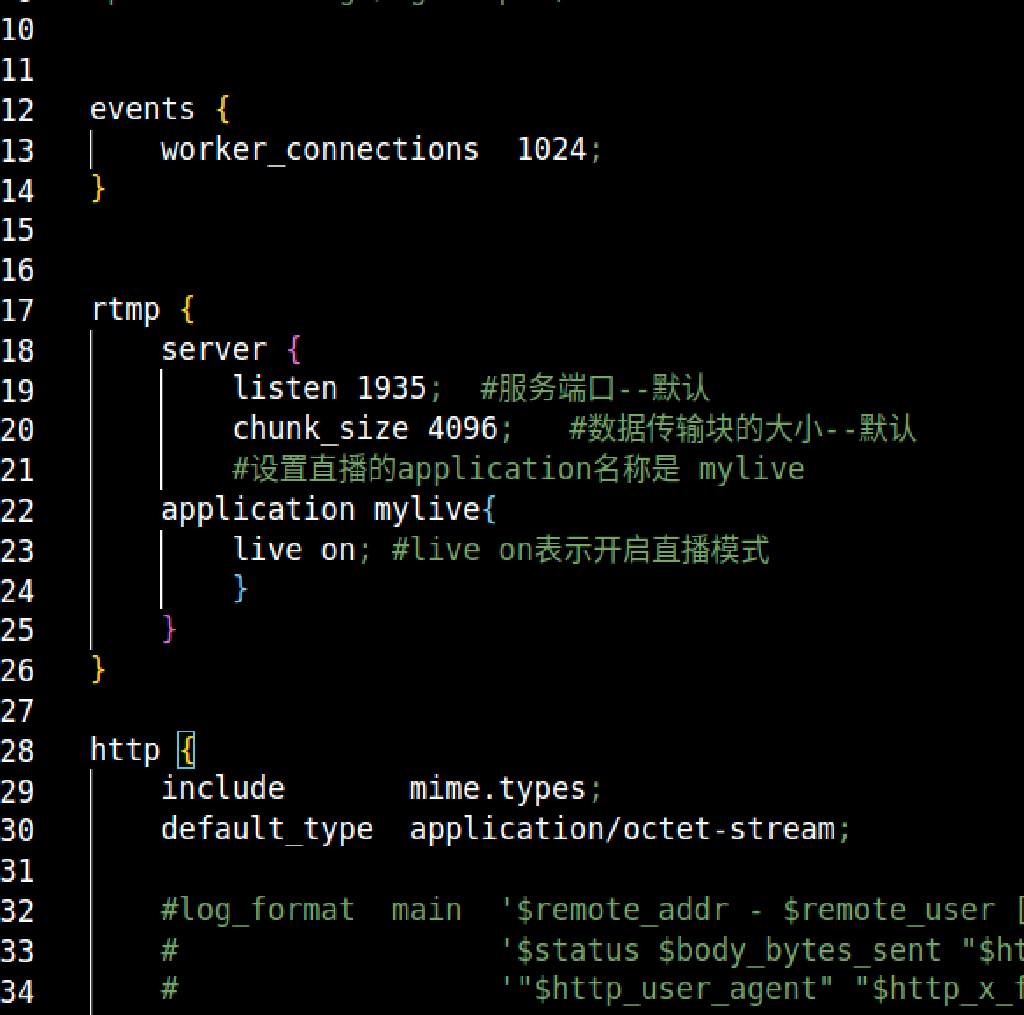 10
11
12 events {
13 worker_connections  1024;
14 }
15
16
17 rtmp {
18 server {
19 listen 1935;  #服务端口--默认
20 chunk_size 4096;   #数据传输块的大小--默认
21 #设置直播的application名称是 mylive
22 application mylive{
23 live on; #live on表示开启直播模式
24 }
25 }
26 }
27
28 http {
29 include       mime.types;
30 default_type  application/octet-stream;
31
32 #log_format  main  '$remote_addr - $remote_user [
33 #                  '$status $body_bytes_sent "$ht
34 #                  '"$http_user_agent" "$http_x_f